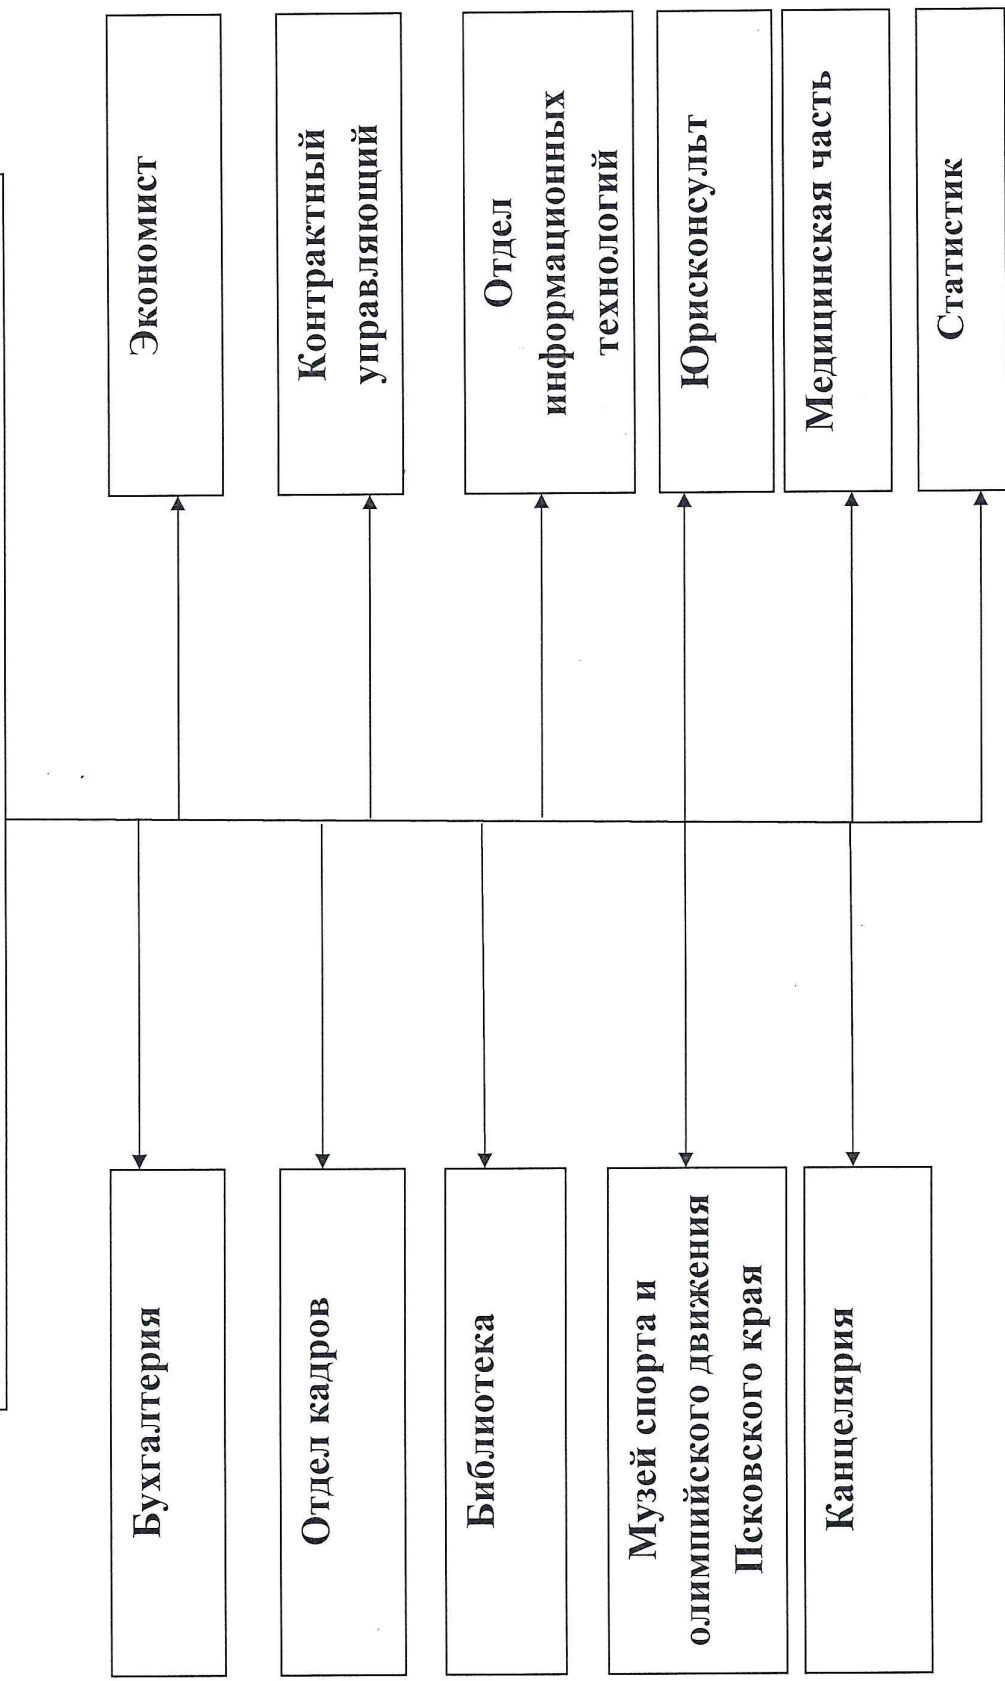 Бухгалтерия
Отдел кадров
Библиотека
Музей спорта и
олимпийского движения
Псковского края
Канцелярия
Экономист
Контрактный
управляющий
Отдел
информационных
технологий
Юрисконсульт
Медицинская часть
Статистик